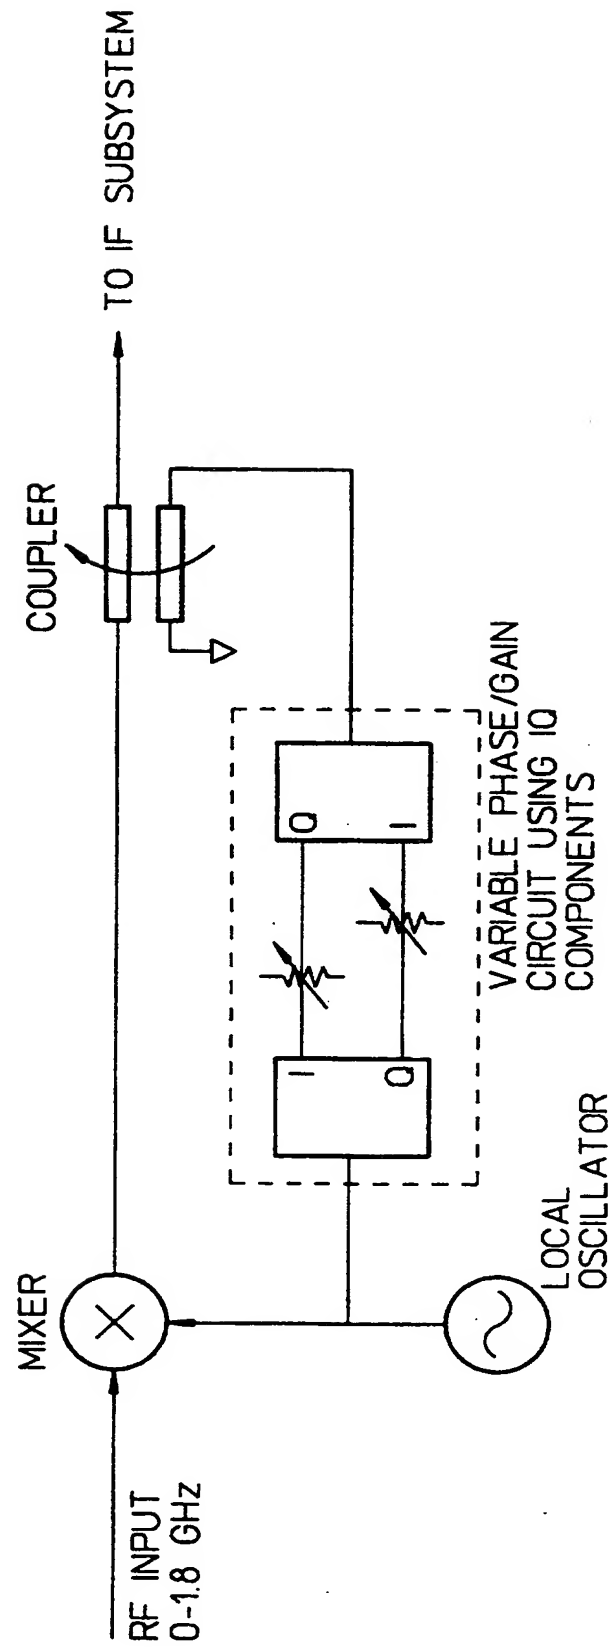 COUPLER
TO IF SUBSYSTEM
MIXER
RF INPUT
0-1.8 GHz
I
Q
Q
I
VARIABLE PHASE/GAIN
CIRCUIT USING IQ
COMPONENTS
LOCAL
OSCILLATOR